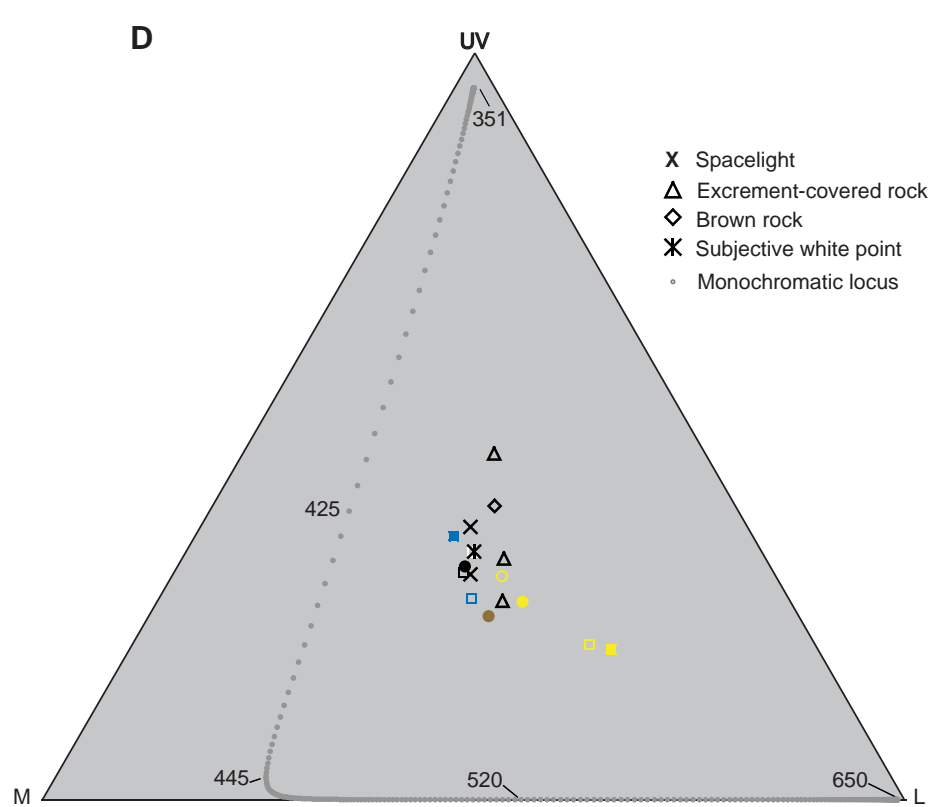 D
UV
351
X Spacelight
Excrement-covered rock
Brown rock
Subjective white point
Monochromatic locus
425
445
520
650
M
L